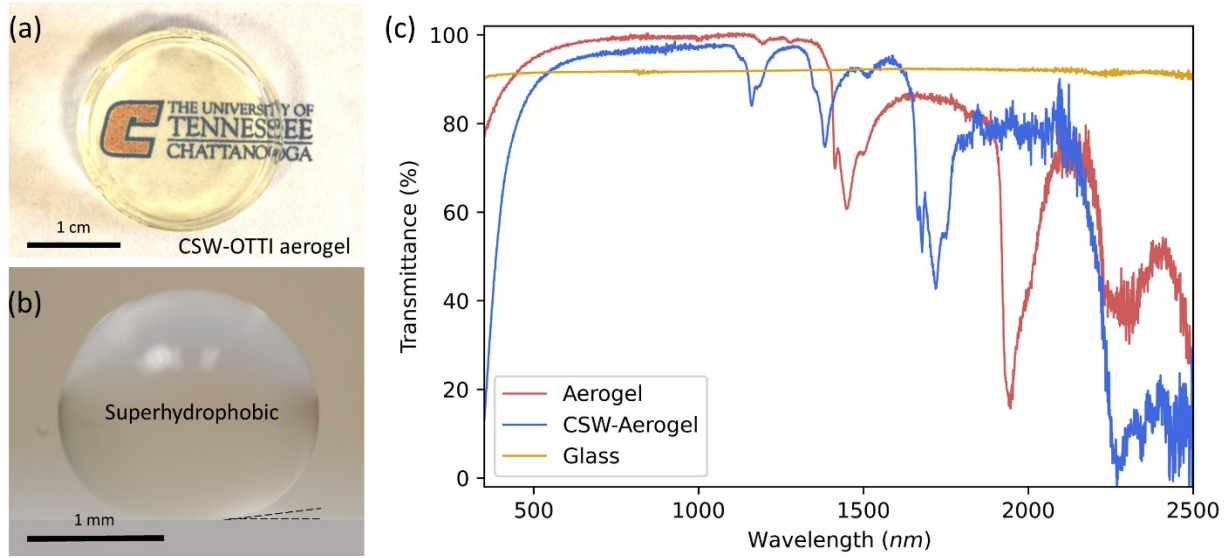 (a)
THE UNIVERSITY OF
TENNESSEE
CHATTANOOGA
1 cm
CSW-OTTI aerogel
(b)
Superhydrophobic
1 mm
(c)
100
80
60
40
20
0
Transmittance (%)
Aerogel
CSW-Aerogel
Glass
500
1000
1500
2000
2500
Wavelength (nm)